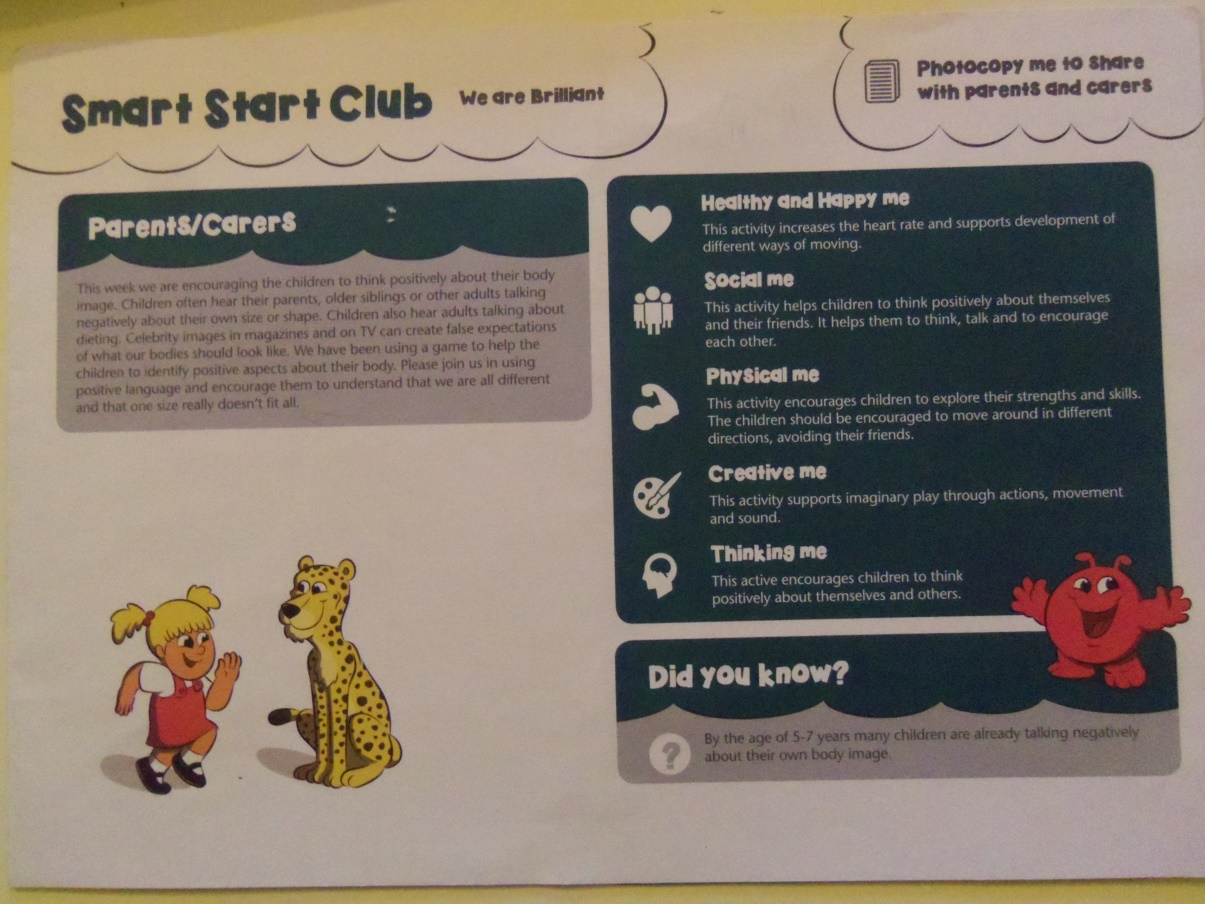 Smart Start Club We are Brilliant
Photocopy me to share
with parents and carers
Parents/Carers
This week we are encouraging the children to think positively about their body
image. Children often hear their parents, older siblings or other adults talking
negatively about their own size or shape. Children also hear adults talking about
dieting. Celebrity images in magazines and on TV can create false expectations
of what our bodies should look like. We have been using a game to help the
children to identify positive aspects about their body. Please join us in using
positive language and encourage them to understand that we are all different
and that one size really doesn't fit all.
Healthy and Happy me
This activity increases the heart rate and supports development of
different ways of moving.
Social me
This activity helps children to think positively about themselves
and their friends. It helps them to think, talk and to encourage
each other.
Physical me
This activity encourages children to explore their strengths and skills.
The children should be encouraged to move around in different
directions, avoiding their friends.
Creative me
This activity supports imaginary play through actions, movement
and sound.
Thinking me
This active encourages children to think
positively about themselves and others.
Did you know?
?
By the age of 5-7 years many children are already talking negatively
about their own body image.